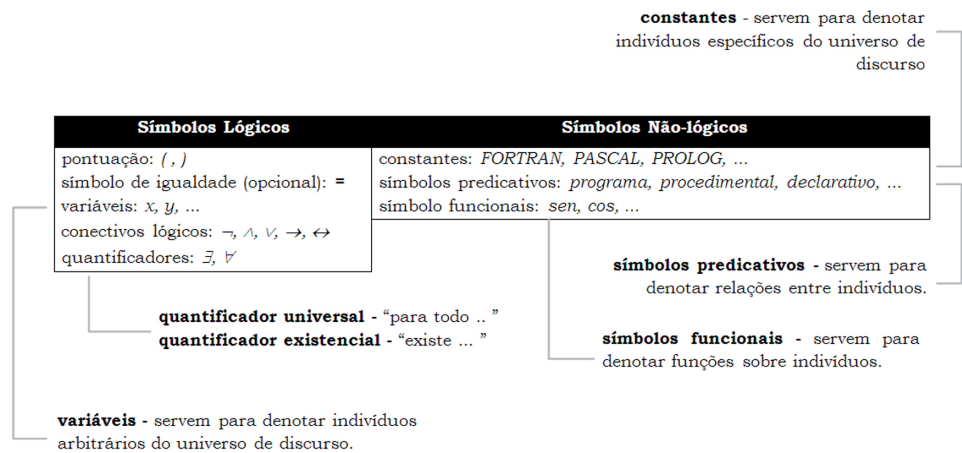 constantes - servem para denotar
indivíduos específicos do universo de
discurso
Símbolos Lógicos
pontuação: ( , )
símbolo de igualdade (opcional): =
variáveis: x, y, ...
conectivos lógicos: ¬, ∧, ∨, →, ↔
quantificadores: ∃, ∀
Símbolos Não-lógicos
constantes: FORTRAN, PASCAL, PROLOG, ...
símbolos predicativos: programa, procedimental, declarativo, ...
símbolo funcionais: sen, cos, ...
símbolos predicativos - servem para
denotar relações entre indivíduos.
quantificador universal - “para todo .. ”
quantificador existencial - “existe ... ”
símbolos funcionais - servem para
denotar funções sobre indivíduos.
variáveis - servem para denotar indivíduos
arbitrários do universo de discurso.